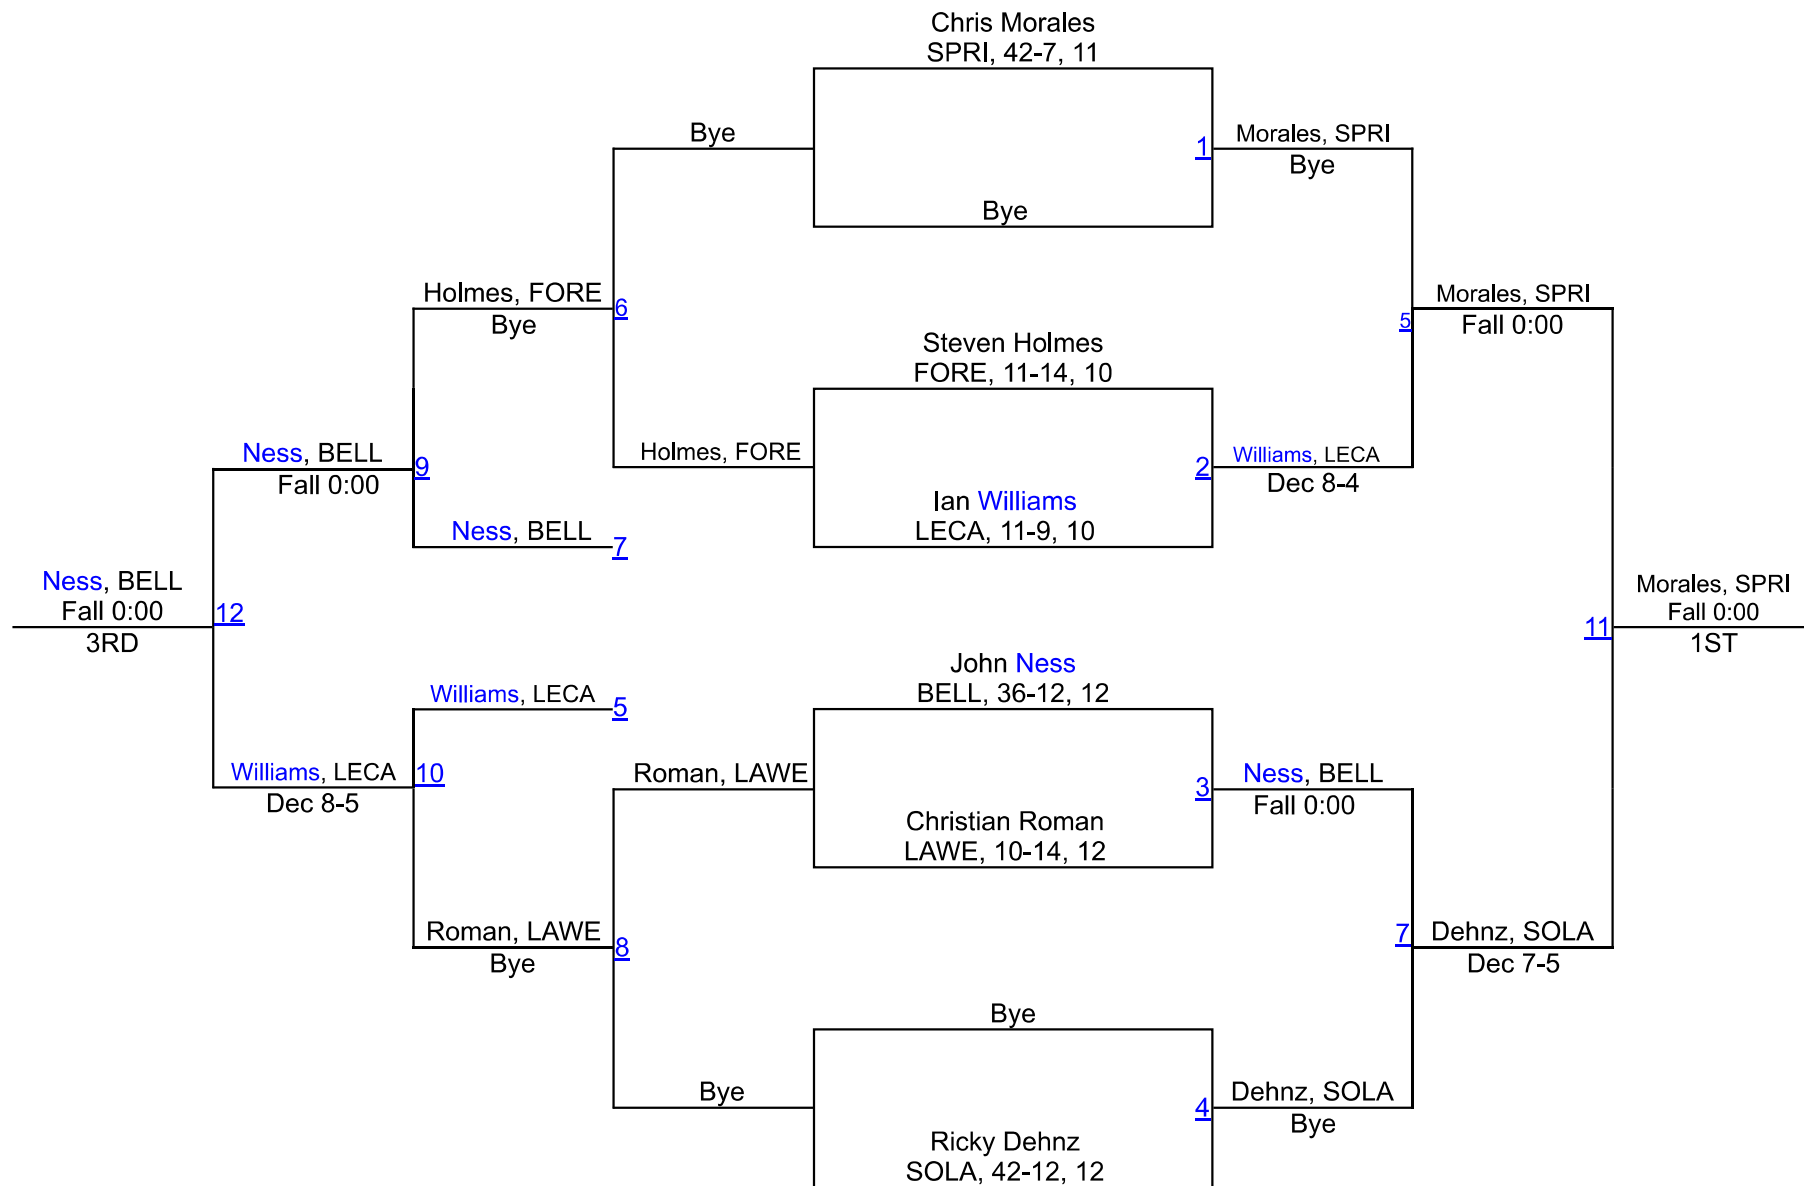 Chris Morales
SPRI, 42-7, 11
Bye
1
Morales, SPRI
Bye
Bye
Holmes, FORE
Bye
6
Morales, SPRI
Fall 0:00
5
Steven Holmes
FORE, 11-14, 10
Holmes, FORE
2
Williams, LECA
Dec 8-4
Ian Williams
LECA, 11-9, 10
Ness, BELL
Fall 0:00
9
Ness, BELL
7
Ness, BELL
Fall 0:00
3RD
12
Morales, SPRI
Fall 0:00
1ST
11
John Ness
BELL, 36-12, 12
Williams, LECA
5
Williams, LECA
Dec 8-5
10
Roman, LAWE
3
Ness, BELL
Fall 0:00
Christian Roman
LAWE, 10-14, 12
Roman, LAWE
Bye
8
7
Dehnz, SOLA
Dec 7-5
Bye
Bye
4
Dehnz, SOLA
Bye
Ricky Dehnz
SOLA, 42-12, 12